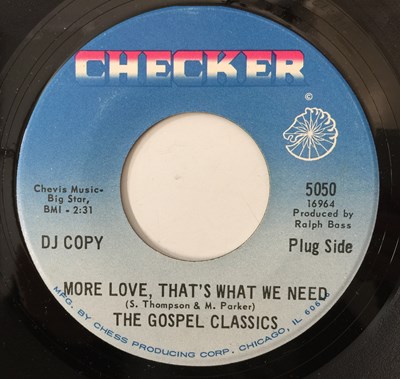 CHECKER
©
Chevis Music-
Big Star,
BMI - 2:31
5050
16964
Produced by
Ralph Bass
DJ COPY
Plug Side
MORE LOVE, THAT'S WHAT WE NEED
(S. Thompson & M. Parker)
THE GOSPEL CLASSICS
MFG. BY CHESS PRODUCING CORP. CHICAGO, IL